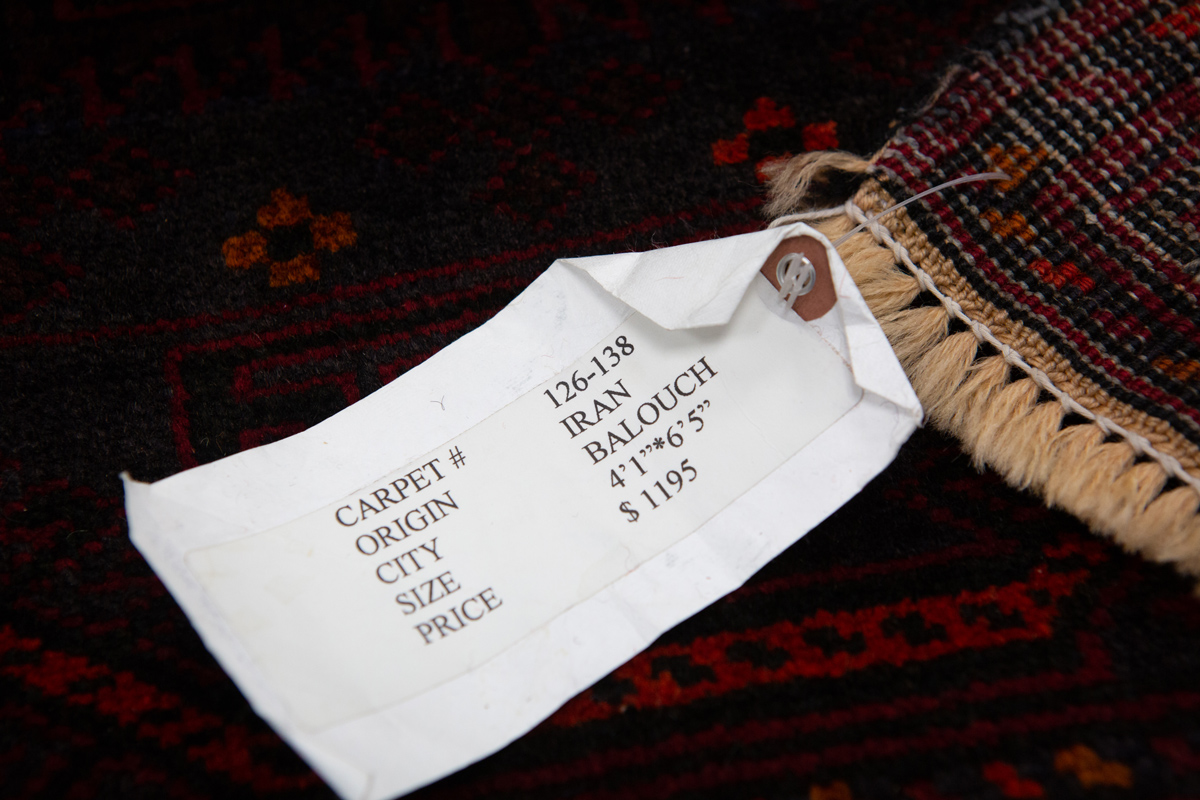 CARPET # 126-138
ORIGIN IRAN
CITY BALOUCH
SIZE 4’1”*6’5”
PRICE $ 1195